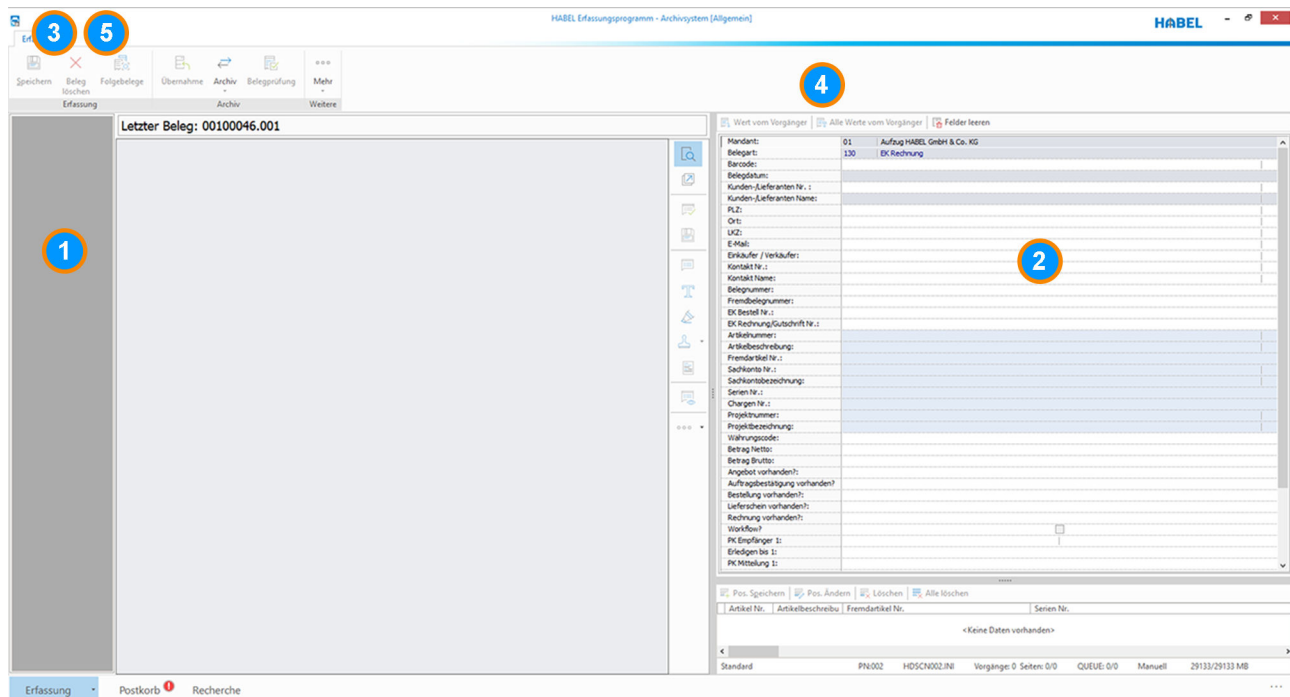 HABEL Erfassungsprogramm - Archivsystem [Allgemein]
HABEL
3
5
Speichern
Beleg löschen
Folgebelege
Übernahme
Archiv
Belegprüfung
Mehr
Erfassung
Archiv
Weitere
4
Letzter Beleg: 00100046.001
Wert vom Vorgänger
Alle Werte vom Vorgänger
Felder leeren
1
2
Mandant: 01 Aufzug HABEL GmbH & Co. KG
Belegart: 130 EK Rechnung
Barcode:
Belegdatum:
Kunden-/Lieferanten Nr. :
Kunden-/Lieferanten Name:
PLZ:
Ort:
LKZ:
E-Mail:
Einkäufer / Verkäufer:
Kontakt Nr.:
Kontakt Name:
Belegnummer:
Fremdbelegnummer:
EK Bestell Nr.:
EK Rechnung/Gutschrift Nr.:
Artikelnummer:
Artikelbeschreibung:
Fremdartikel Nr.:
Sachkonto Nr.:
Sachkontobezeichnung:
Serien Nr.:
Chargen Nr.:
Projektnummer:
Projektbezeichnung:
Währungscode:
Betrag Netto:
Betrag Brutto:
Angebot vorhanden?:
Auftragsbestätigung vorhanden?
Bestellung vorhanden?:
Lieferschein vorhanden?:
Rechnung vorhanden?:
Workflow?
PK Empfänger 1:
Erledigen bis 1:
PK Mitteilung 1:
Pos. Speichern
Pos. Ändern
Löschen
Alle löschen
Artikel Nr. Artikelbeschreibu Fremdartikel Nr. Serien Nr.
<Keine Daten vorhanden>
Standard PN:002 HDSCN002.INI Vorgänge: 0 Seiten: 0/0 QUEUE: 0/0 Manuell 29133/29133 MB
Erfassung Postkorb Recherche